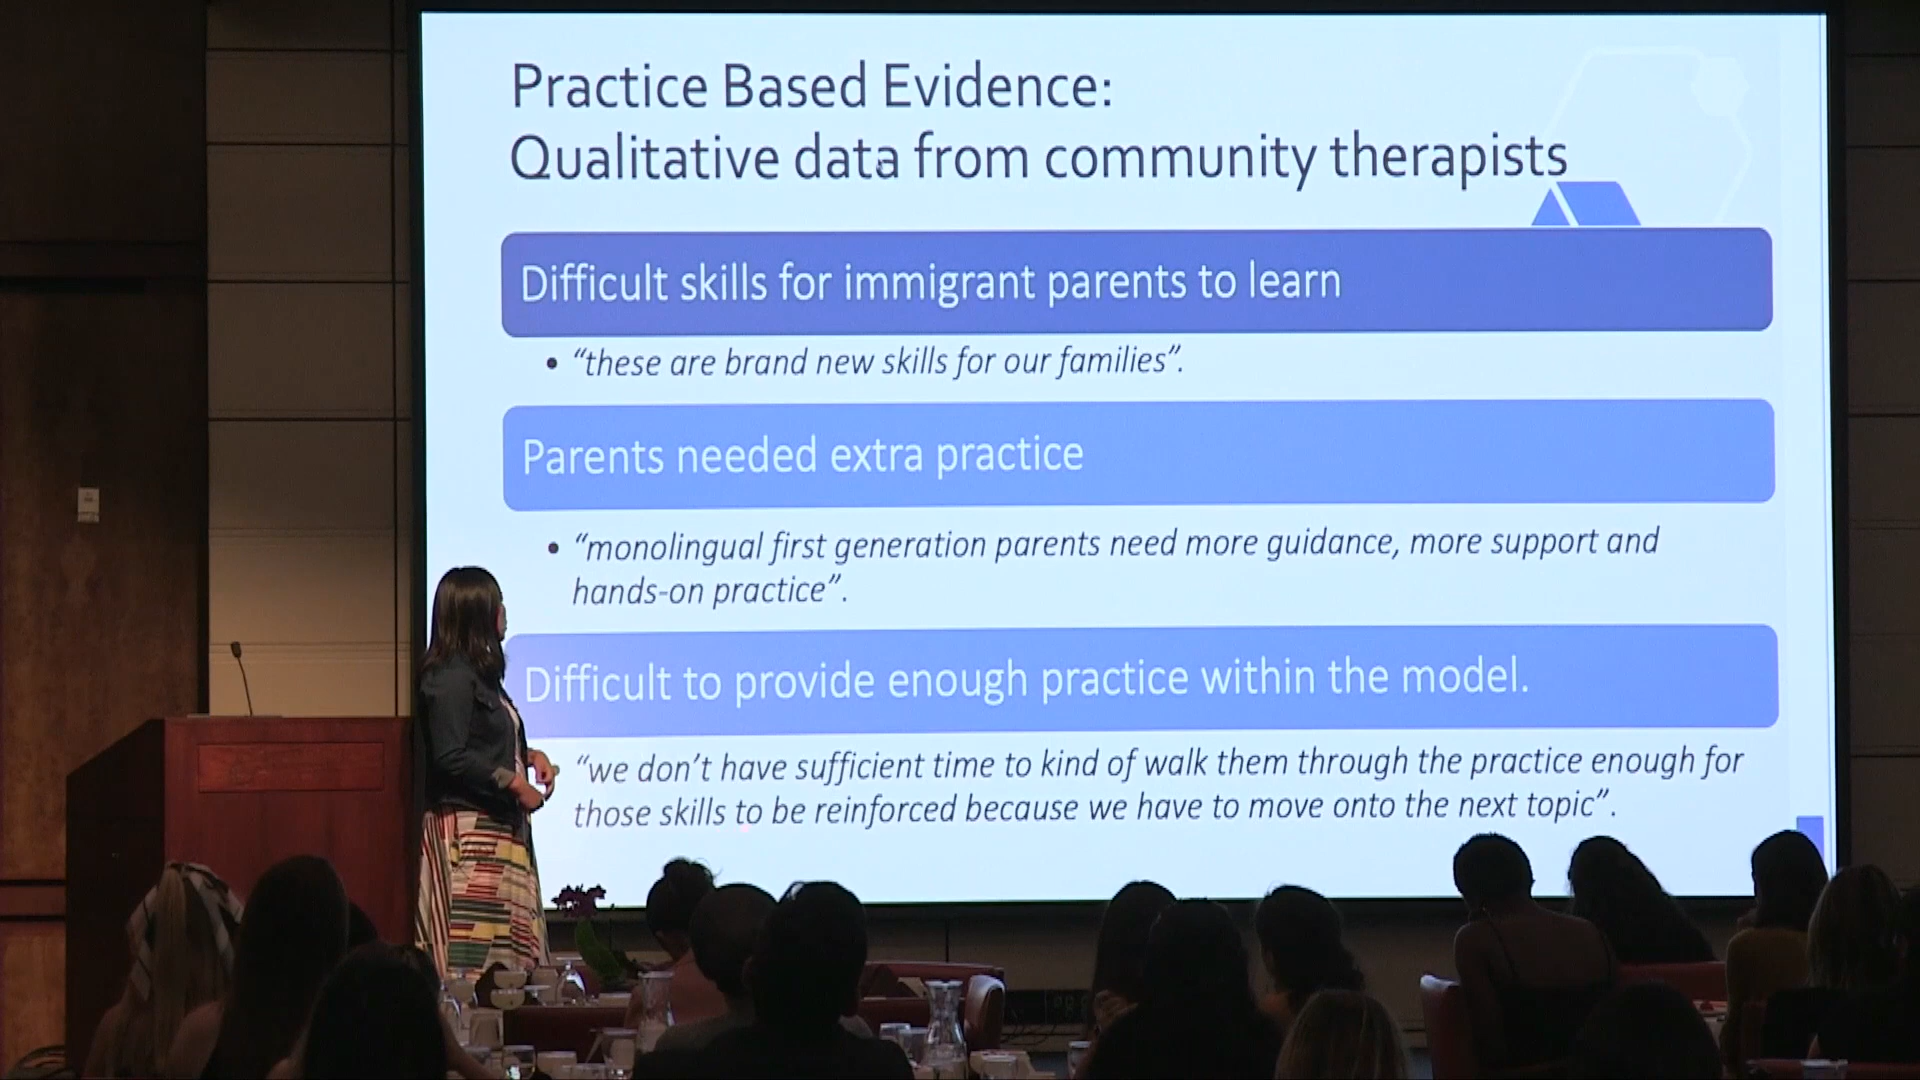 Practice Based Evidence:
Qualitative data from community therapists
Difficult skills for immigrant parents to learn
• “these are brand new skills for our families”.
Parents needed extra practice
• “monolingual first generation parents need more guidance, more support and
hands-on practice”.
Difficult to provide enough practice within the model.
“we don’t have sufficient time to kind of walk them through the practice enough for
those skills to be reinforced because we have to move onto the next topic”.